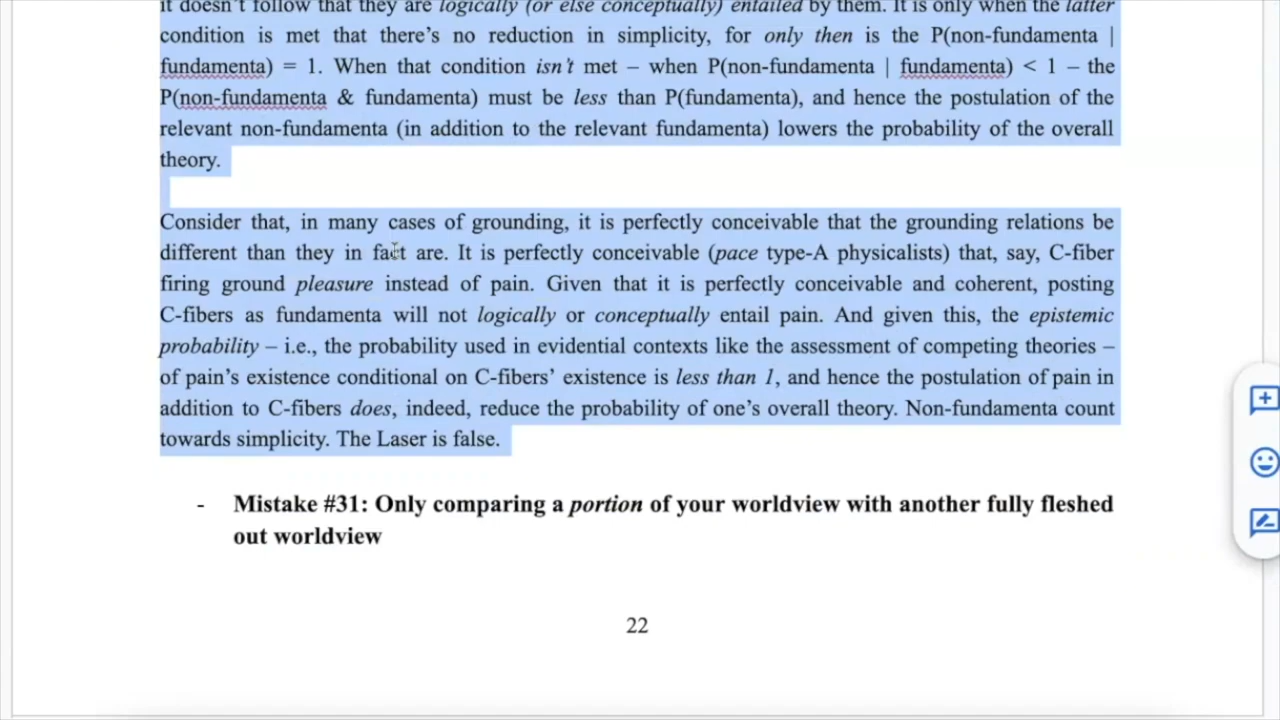 it doesn't follow that they are logically (or else conceptually) entailed by them. It is only when the latter
condition is met that there's no reduction in simplicity, for only then is the P(non-fundamenta |
fundamenta) = 1. When that condition isn't met – when P(non-fundamenta | fundamenta) < 1 – the
P(non-fundamenta & fundamenta) must be less than P(fundamenta), and hence the postulation of the
relevant non-fundamenta (in addition to the relevant fundamenta) lowers the probability of the overall
theory.
Consider that, in many cases of grounding, it is perfectly conceivable that the grounding relations be
different than they in fact are. It is perfectly conceivable (pace type-A physicalists) that, say, C-fiber
firing ground pleasure instead of pain. Given that it is perfectly conceivable and coherent, posting
C-fibers as fundamenta will not logically or conceptually entail pain. And given this, the epistemic
probability – i.e., the probability used in evidential contexts like the assessment of competing theories –
of pain's existence conditional on C-fibers' existence is less than 1, and hence the postulation of pain in
addition to C-fibers does, indeed, reduce the probability of one's overall theory. Non-fundamenta count
towards simplicity. The Laser is false.
- Mistake #31: Only comparing a portion of your worldview with another fully fleshed
out worldview
22